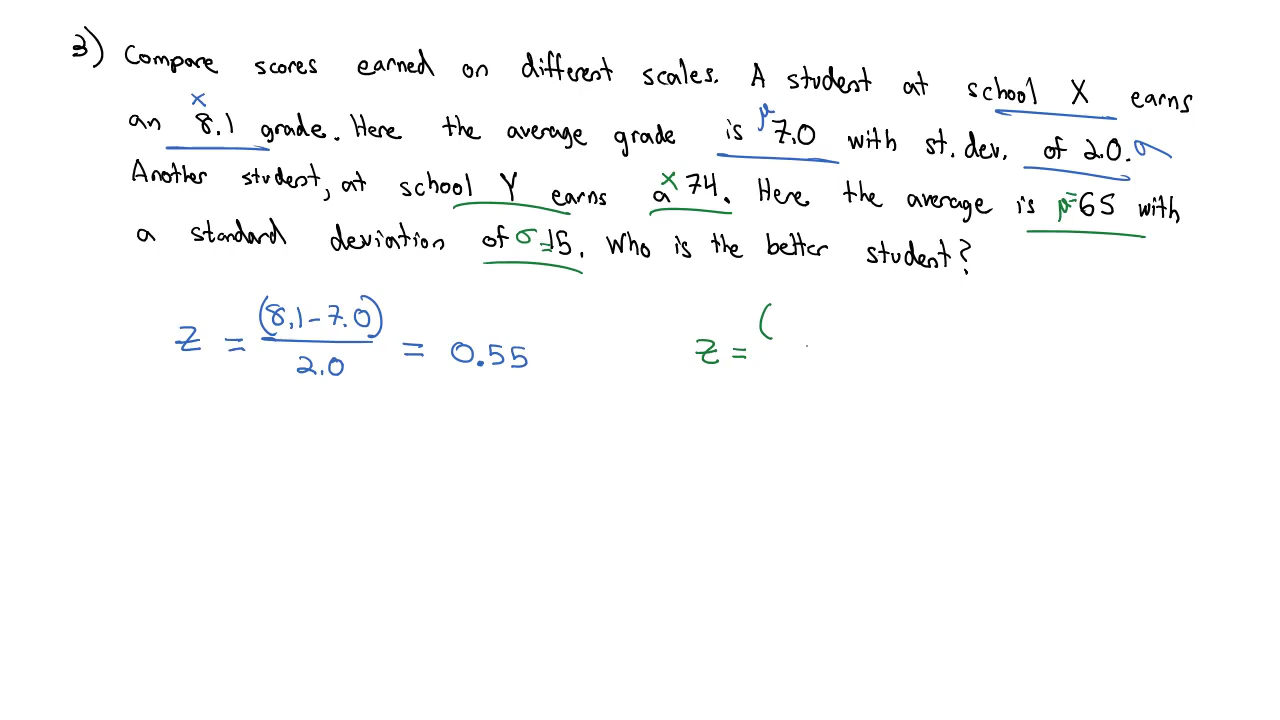 3) Compare scores earned on different scales. A student at school X earns
x
an 8.1 grade. Here the average grade is μ 7.0 with st. dev. of 2.0. σ
Another student, at school Y earns a x 74. Here the average is μ=65 with
a standard deviation of σ=15. Who is the better student?
z = (8.1-7.0) / 2.0 = 0.55
z = (